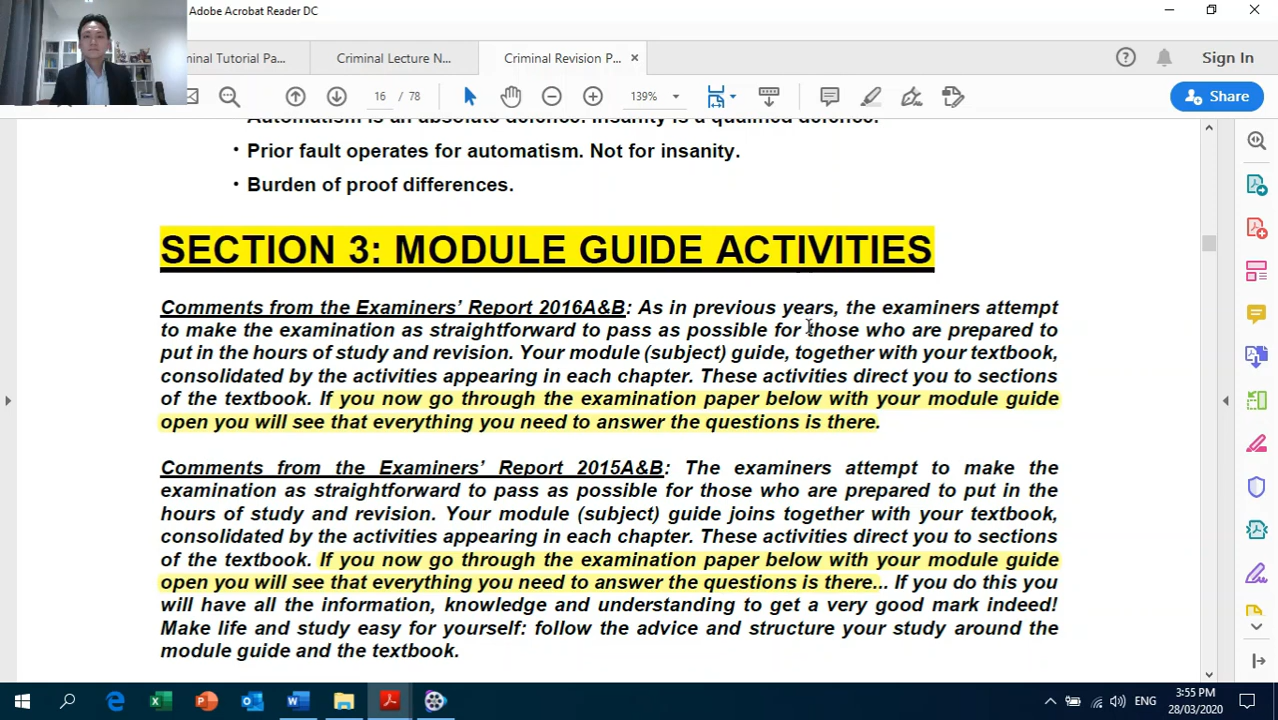 Adobe Acrobat Reader DC
minal Tutorial Pa...
Criminal Lecture N...
Criminal Revision P...
Sign In
16 / 78
139%
Share
Automatism is an absolute defence. Insanity is a qualified defence.
• Prior fault operates for automatism. Not for insanity.
• Burden of proof differences.
SECTION 3: MODULE GUIDE ACTIVITIES
Comments from the Examiners' Report 2016A&B: As in previous years, the examiners attempt
to make the examination as straightforward to pass as possible for those who are prepared to
put in the hours of study and revision. Your module (subject) guide, together with your textbook,
consolidated by the activities appearing in each chapter. These activities direct you to sections
of the textbook. If you now go through the examination paper below with your module guide
open you will see that everything you need to answer the questions is there.
Comments from the Examiners' Report 2015A&B: The examiners attempt to make the
examination as straightforward to pass as possible for those who are prepared to put in the
hours of study and revision. Your module (subject) guide joins together with your textbook,
consolidated by the activities appearing in each chapter. These activities direct you to sections
of the textbook. If you now go through the examination paper below with your module guide
open you will see that everything you need to answer the questions is there... If you do this you
will have all the information, knowledge and understanding to get a very good mark indeed!
Make life and study easy for yourself: follow the advice and structure your study around the
module guide and the textbook.
ENG
3:55 PM
28/03/2020